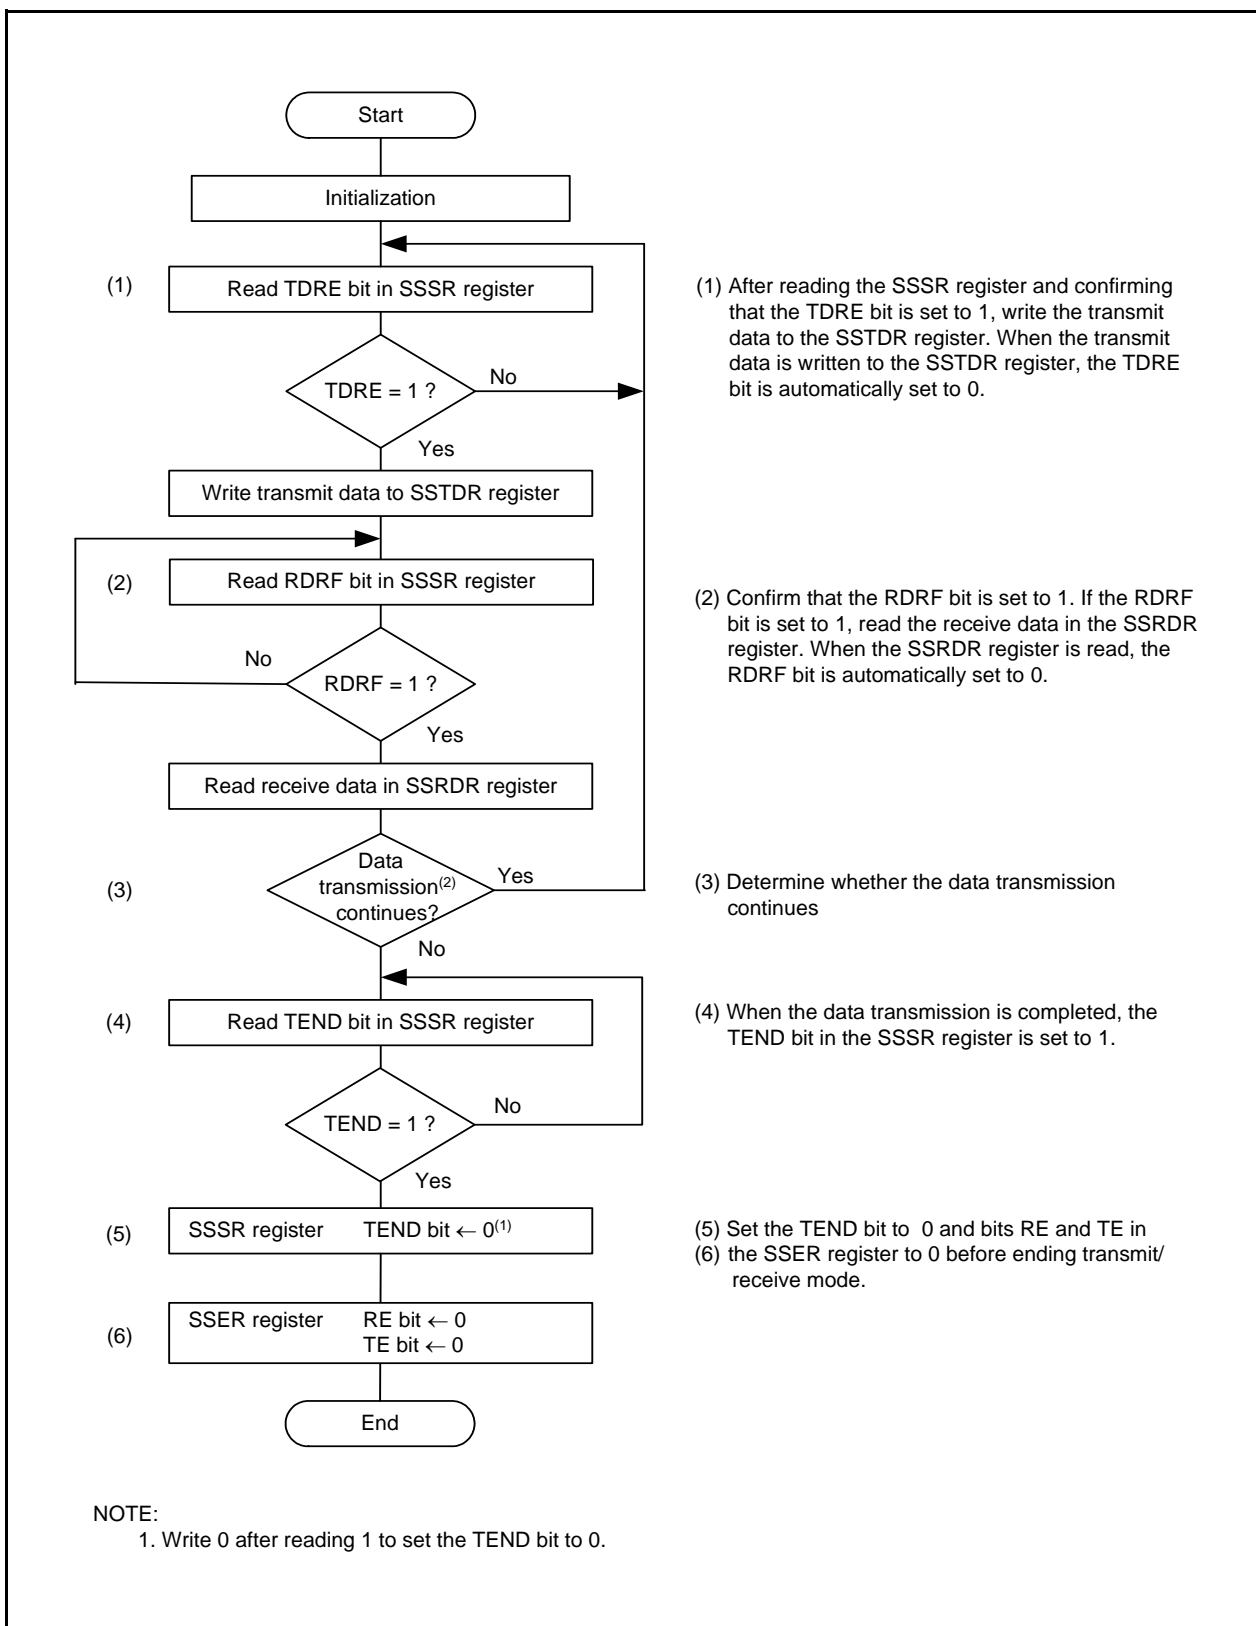 Start
Initialization
(1)
Read TDRE bit in SSSR register
TDRE = 1 ?
No
Yes
Write transmit data to SSTDR register
(2)
Read RDRF bit in SSSR register
No
RDRF = 1 ?
Yes
Read receive data in SSRDR register
(3)
Data
transmission(2)
continues?
Yes
No
(4)
Read TEND bit in SSSR register
TEND = 1 ?
No
Yes
(5)
SSSR register TEND bit ← 0(1)
(6)
SSER register RE bit ← 0
TE bit ← 0
End
(1) After reading the SSSR register and confirming
that the TDRE bit is set to 1, write the transmit
data to the SSTDR register. When the transmit
data is written to the SSTDR register, the TDRE
bit is automatically set to 0.
(2) Confirm that the RDRF bit is set to 1. If the RDRF
bit is set to 1, read the receive data in the SSRDR
register. When the SSRDR register is read, the
RDRF bit is automatically set to 0.
(3) Determine whether the data transmission
continues
(4) When the data transmission is completed, the
TEND bit in the SSSR register is set to 1.
(5) Set the TEND bit to 0 and bits RE and TE in
(6) the SSER register to 0 before ending transmit/
receive mode.
NOTE:
1. Write 0 after reading 1 to set the TEND bit to 0.